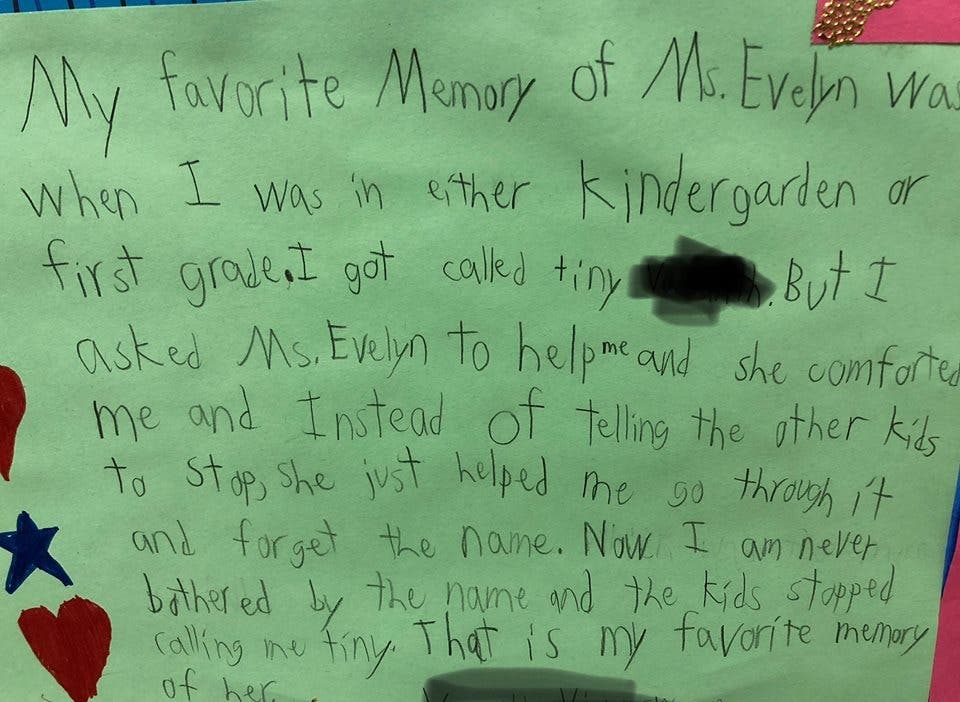 My favorite Memory of Ms. Evelyn was
when I was in either kindergarden or
first grade. I got called tiny . But I
asked Ms. Evelyn to help me and she comforted
me and Instead of telling the other kids
to stop, she just helped me go through it
and forget the name. Now I am never
bothered by the name and the kids stopped
calling me tiny. That is my favorite memory
of her.